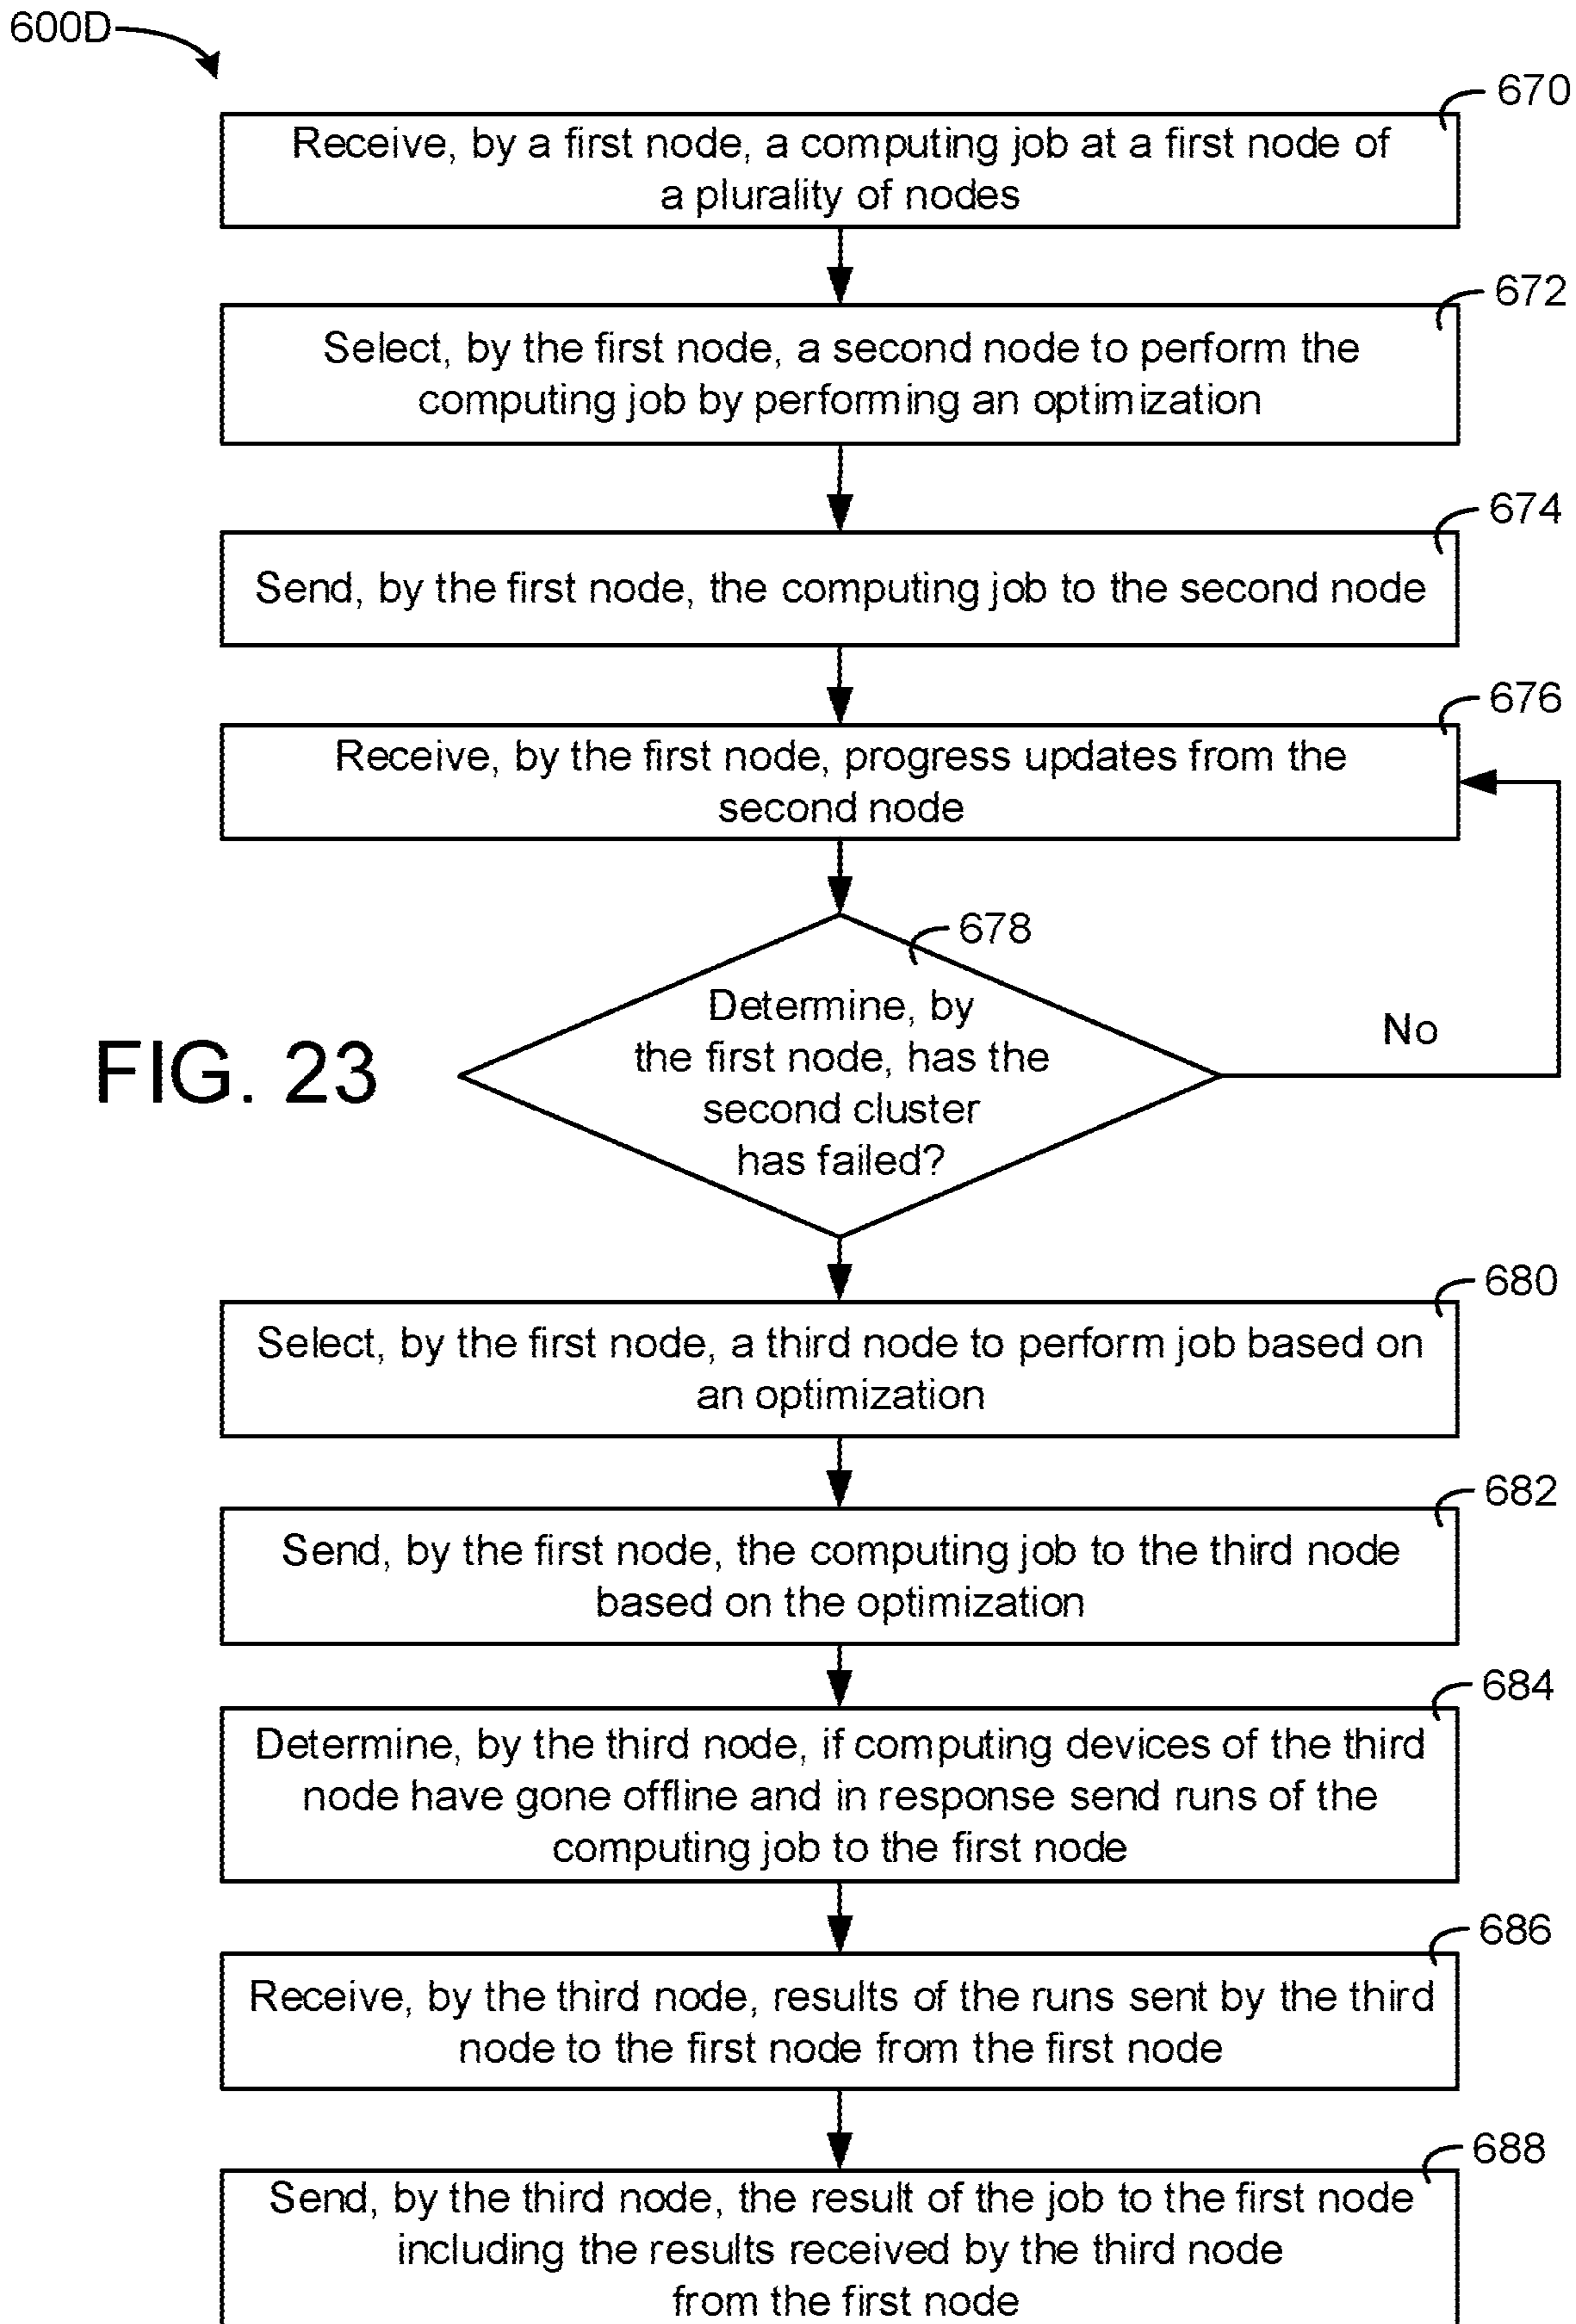 600D
670
Receive, by a first node, a computing job at a first node of
a plurality of nodes
672
Select, by the first node, a second node to perform the
computing job by performing an optimization
674
Send, by the first node, the computing job to the second node
676
Receive, by the first node, progress updates from the
second node
678
Determine, by
the first node, has the
second cluster
has failed?
No
FIG. 23
680
Select, by the first node, a third node to perform job based on
an optimization
682
Send, by the first node, the computing job to the third node
based on the optimization
684
Determine, by the third node, if computing devices of the third
node have gone offline and in response send runs of the
computing job to the first node
686
Receive, by the third node, results of the runs sent by the third
node to the first node from the first node
688
Send, by the third node, the result of the job to the first node
including the results received by the third node
from the first node